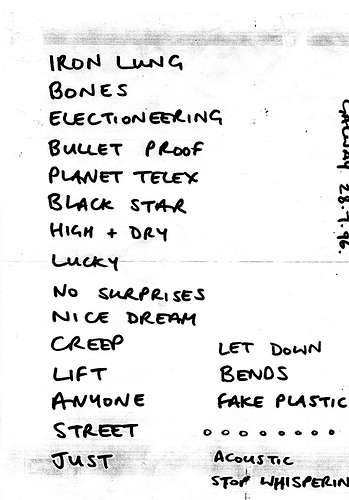 IRON LUNG
BONES
ELECTIONEERING
BULLET PROOF
PLANET TELEX
BLACK STAR
HIGH + DRY
LUCKY
NO SURPRISES
NICE DREAM
CREEP
LIFT
ANYONE
STREET
JUST
LET DOWN
BENDS
FAKE PLASTIC
ACOUSTIC
STOP WHISPERIN
GALWAY 28.7.96.